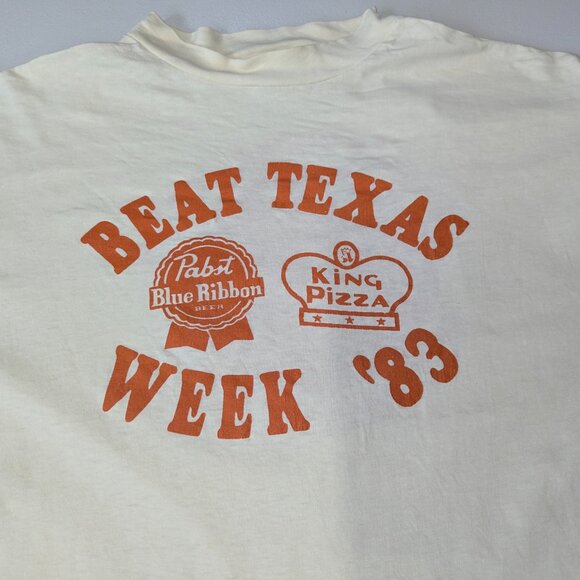 BEAT TEXAS
Pabst
Blue Ribbon
BEER
KING
PIZZA
WEEK '83